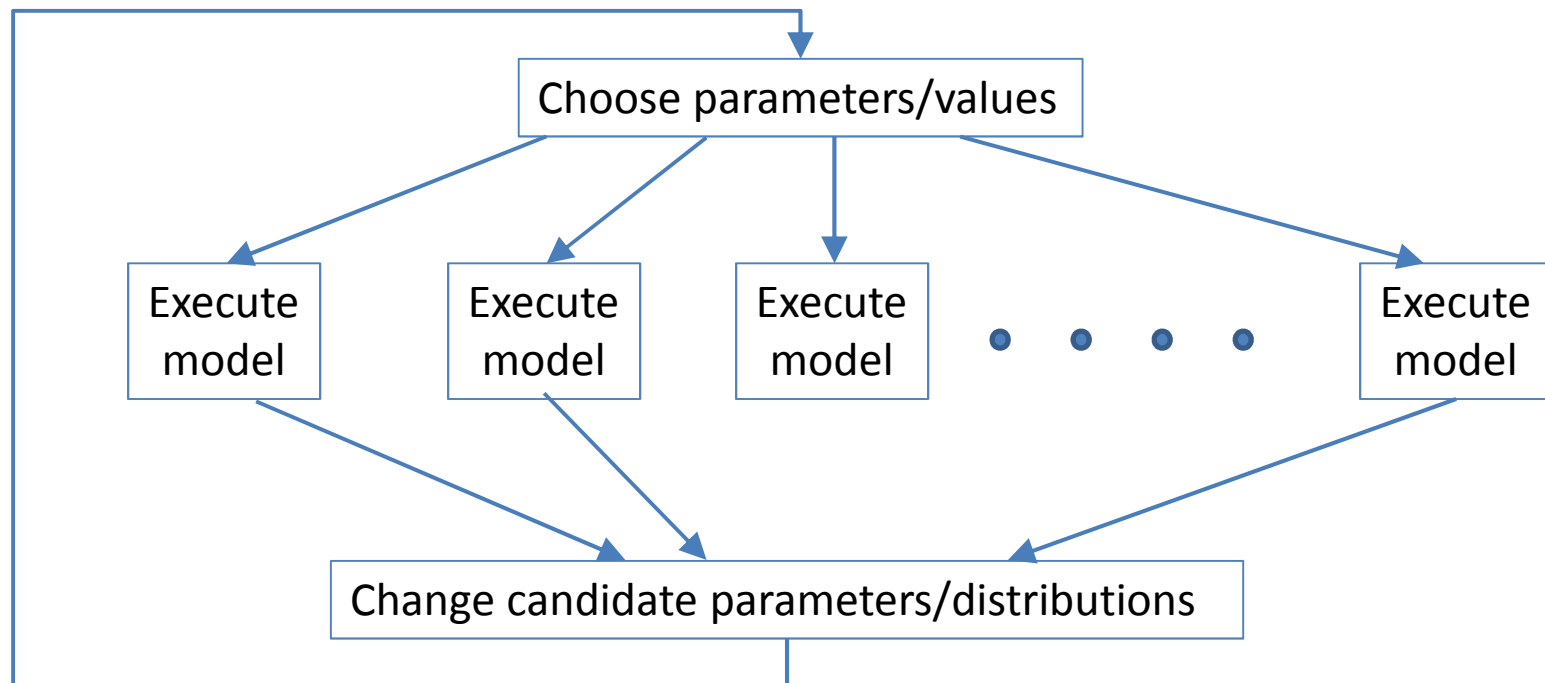 Choose parameters/values
Execute
model
Execute
model
Execute
model
Execute
model
Change candidate parameters/distributions